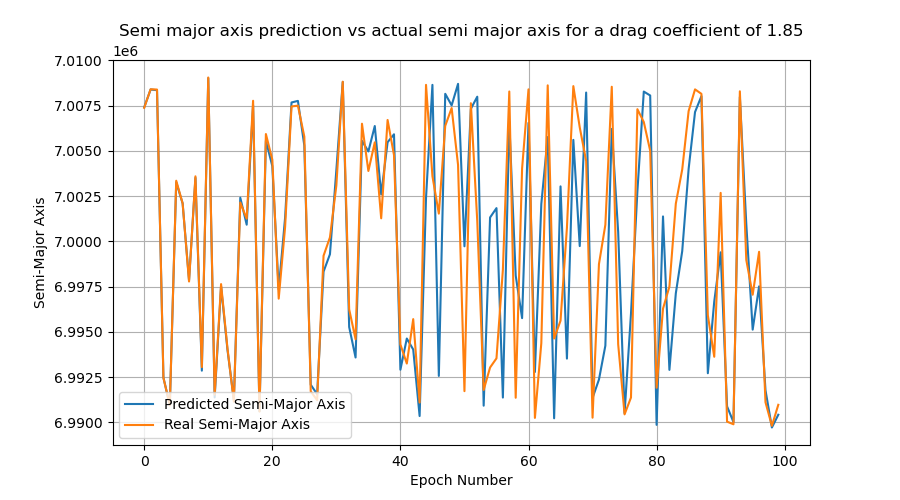 Semi major axis prediction vs actual semi major axis for a drag coefficient of 1.85
1e6
7.0100
7.0075
7.0050
7.0025
7.0000
6.9975
6.9950
6.9925
6.9900
Semi-Major Axis
Predicted Semi-Major Axis
Real Semi-Major Axis
0
20
40
60
80
100
Epoch Number